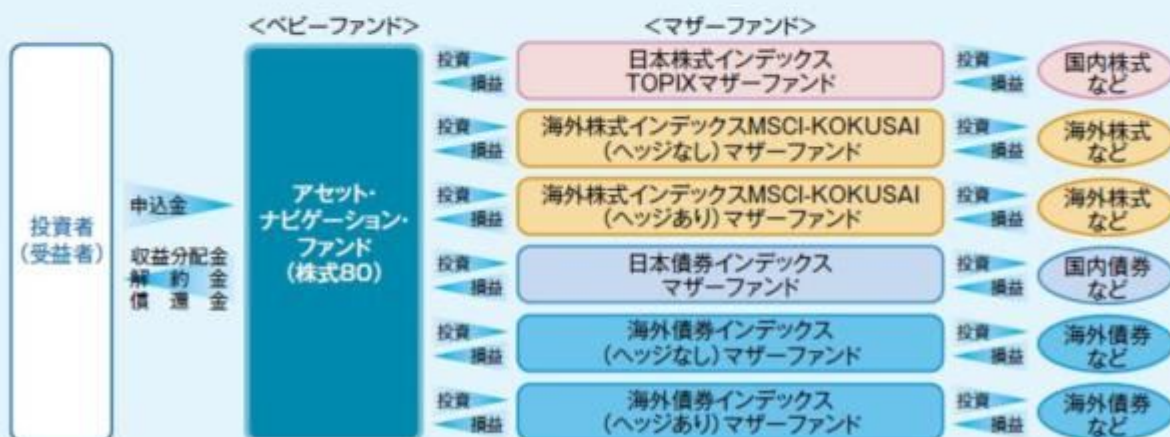 <ベビーファンド>
<マザーファンド>
投資者
(受益者)
申込金
収益分配金
解約金
償還金
アセット・
ナビゲーション・
ファンド
(株式80)
投資
損益
日本株式インデックス
TOPIXマザーファンド
投資
損益
国内株式
など
投資
損益
海外株式インデックスMSCI-KOKUSAI
(ヘッジなし)マザーファンド
投資
損益
海外株式
など
投資
損益
海外株式インデックスMSCI-KOKUSAI
(ヘッジあり)マザーファンド
投資
損益
海外株式
など
投資
損益
日本債券インデックス
マザーファンド
投資
損益
国内債券
など
投資
損益
海外債券インデックス
(ヘッジなし)マザーファンド
投資
損益
海外債券
など
投資
損益
海外債券インデックス
(ヘッジあり)マザーファンド
投資
損益
海外債券
など